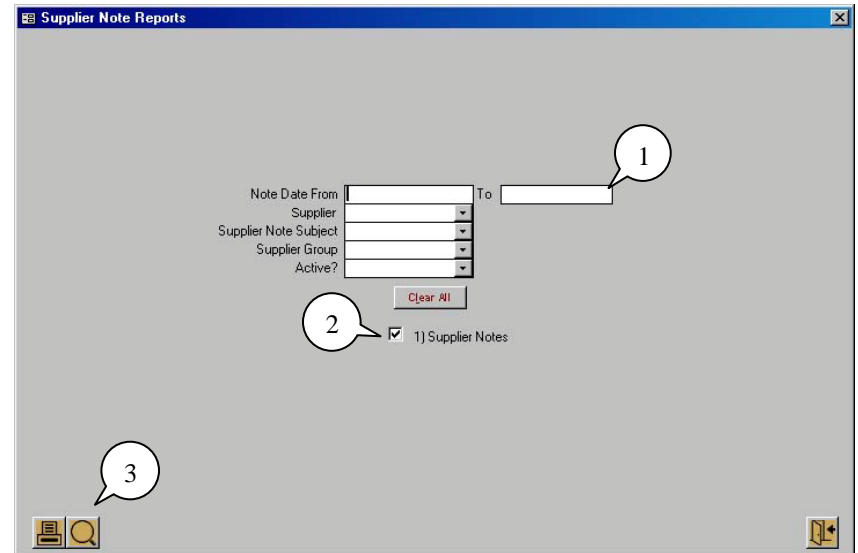 Supplier Note Reports
1
Note Date From To
Supplier
Supplier Note Subject
Supplier Group
Active?
Clear All
2
1) Supplier Notes
3